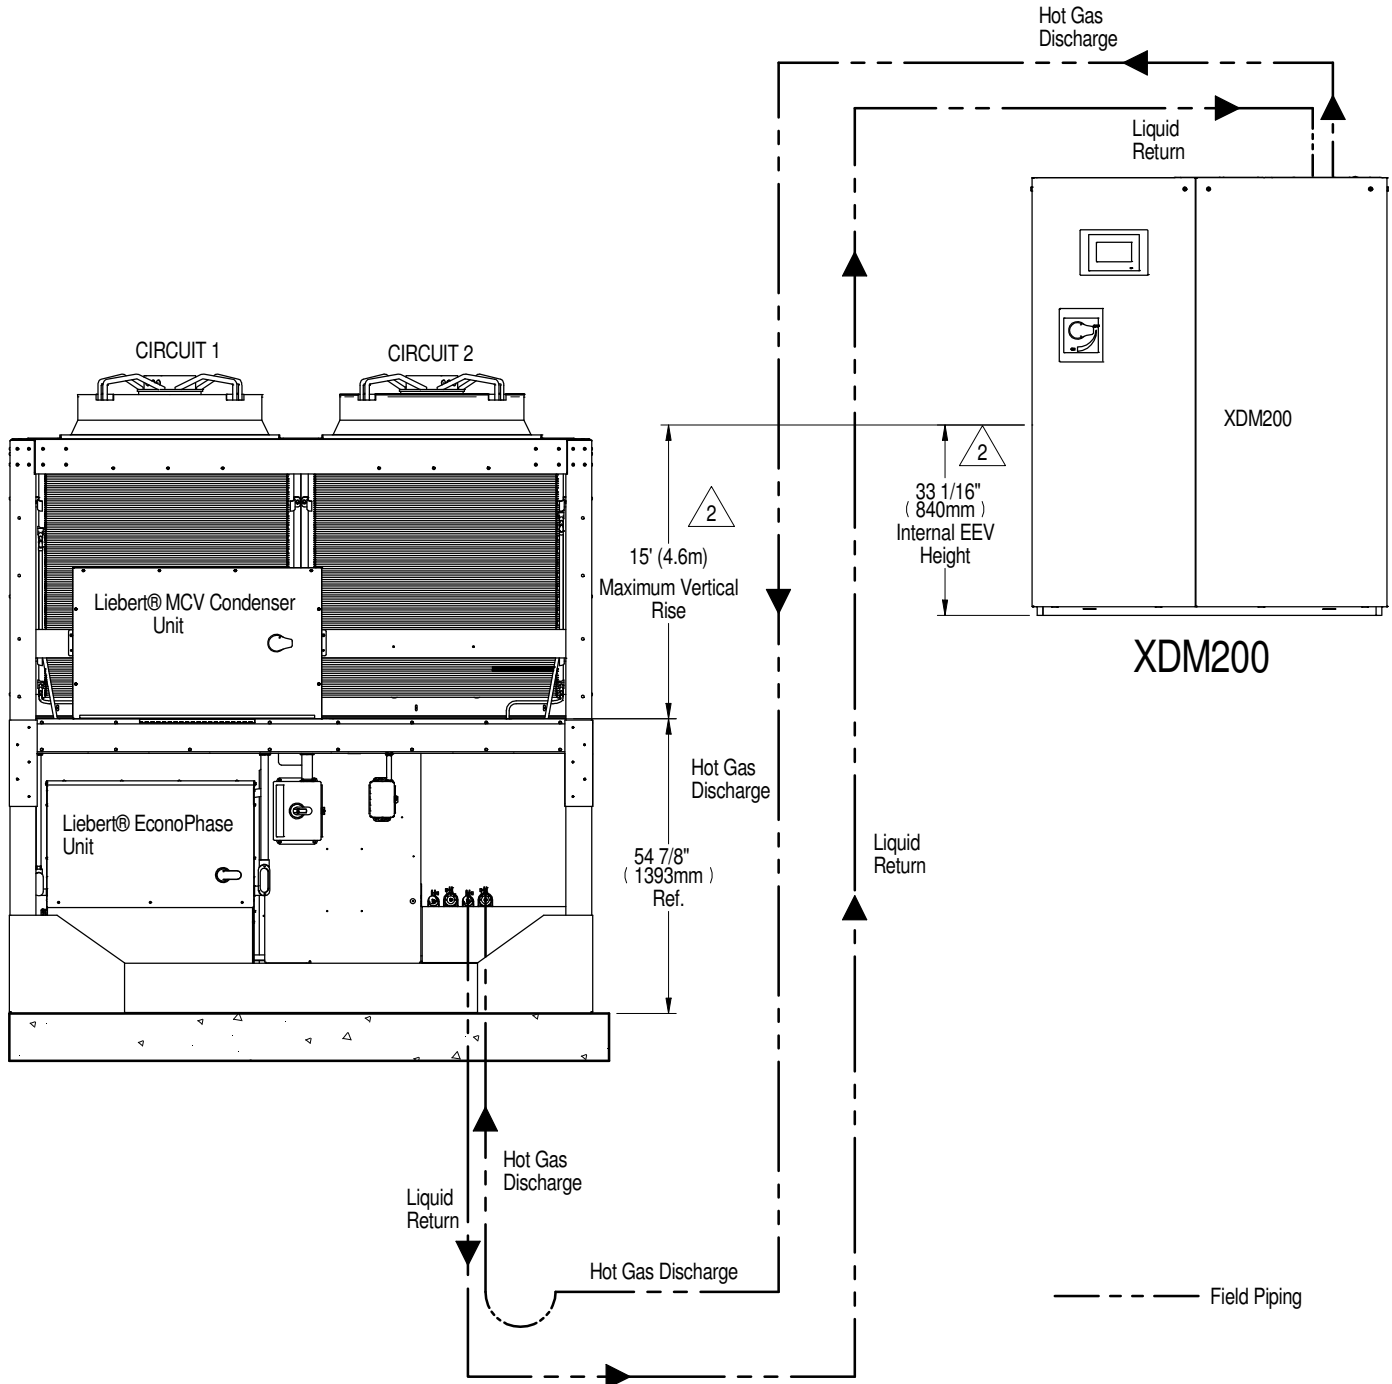 Hot Gas
Discharge
Liquid
Return
CIRCUIT 1
CIRCUIT 2
XDM200
2
33 1/16"
( 840mm )
Internal EEV
Height
2
15' (4.6m)
Maximum Vertical
Rise
Liebert® MCV Condenser
Unit
XDM200
Hot Gas
Discharge
Liebert® EconoPhase
Unit
54 7/8"
( 1393mm )
Ref.
Liquid
Return
Hot Gas
Discharge
Liquid
Return
Hot Gas Discharge
Field Piping